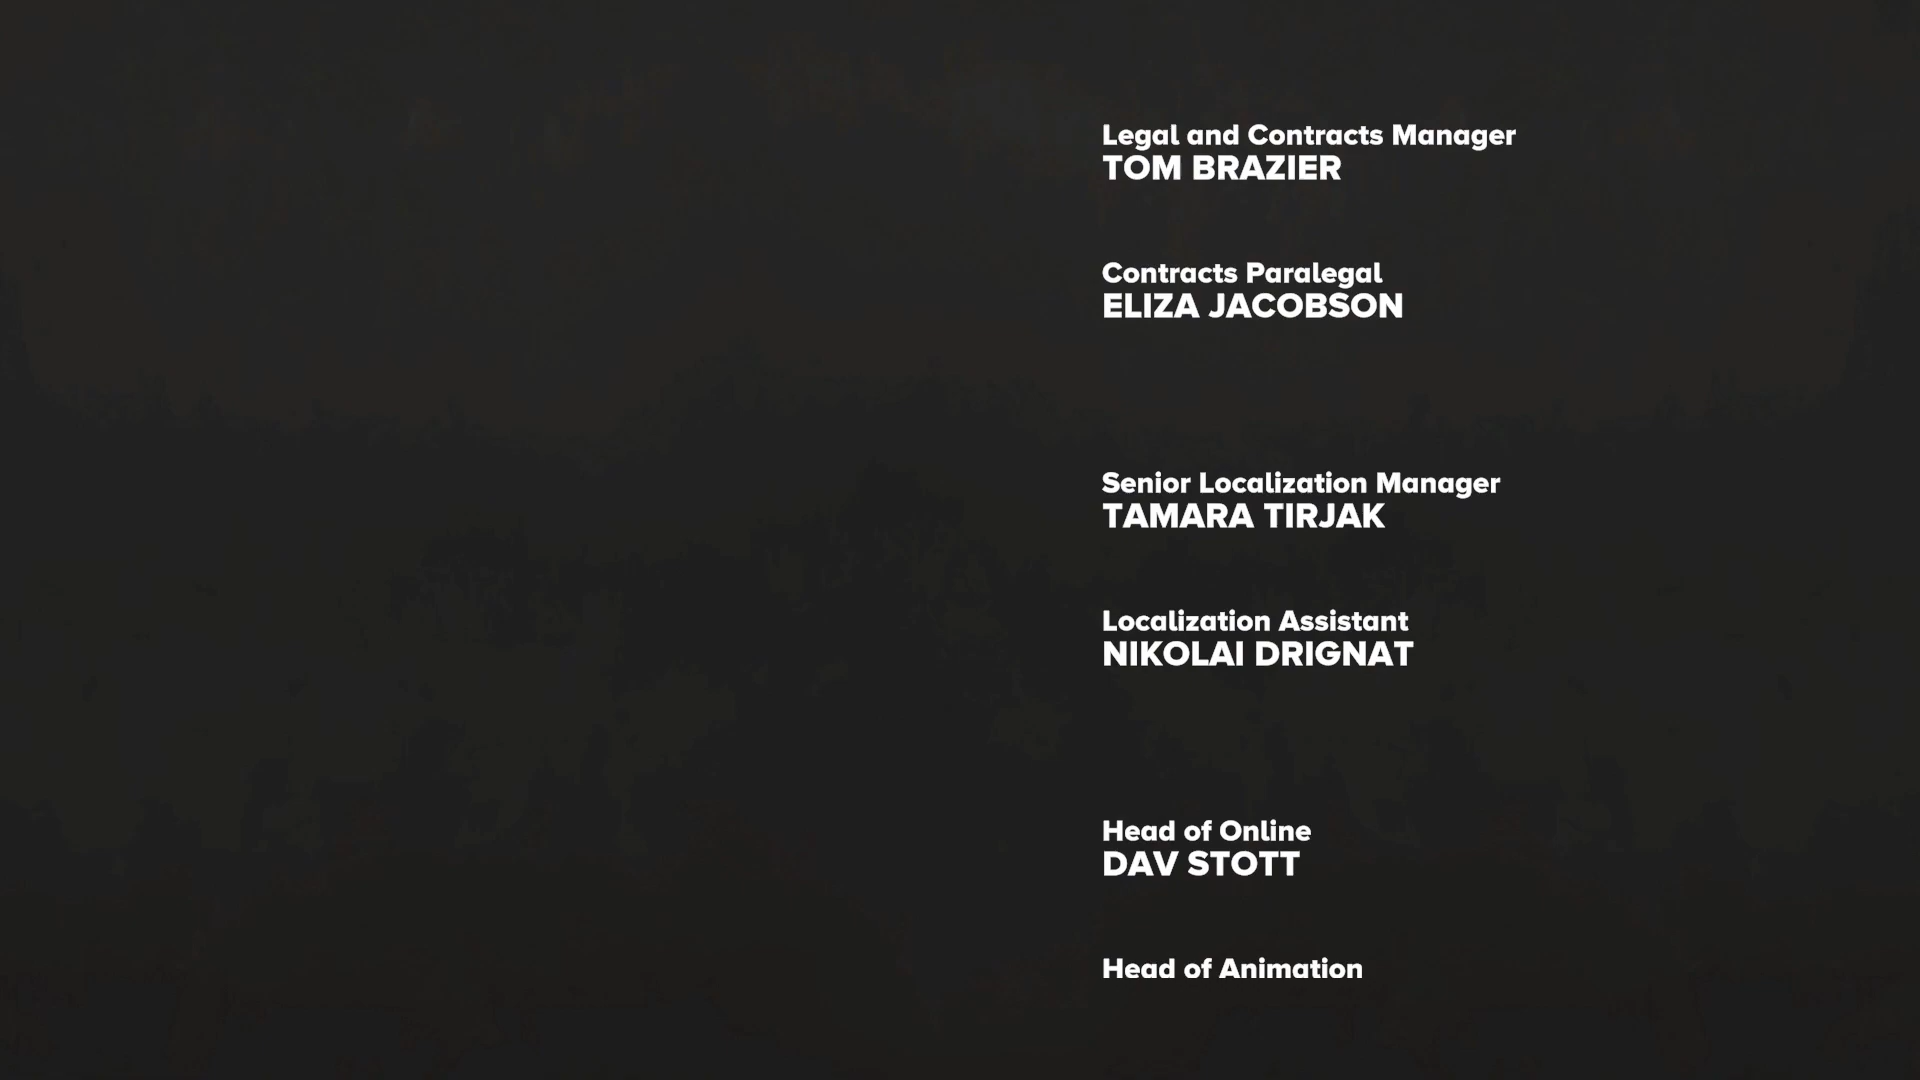 Legal and Contracts Manager
TOM BRAZIER
Contracts Paralegal
ELIZA JACOBSON
Senior Localization Manager
TAMARA TIRJAK
Localization Assistant
NIKOLAI DRIGNAT
Head of Online
DAV STOTT
Head of Animation